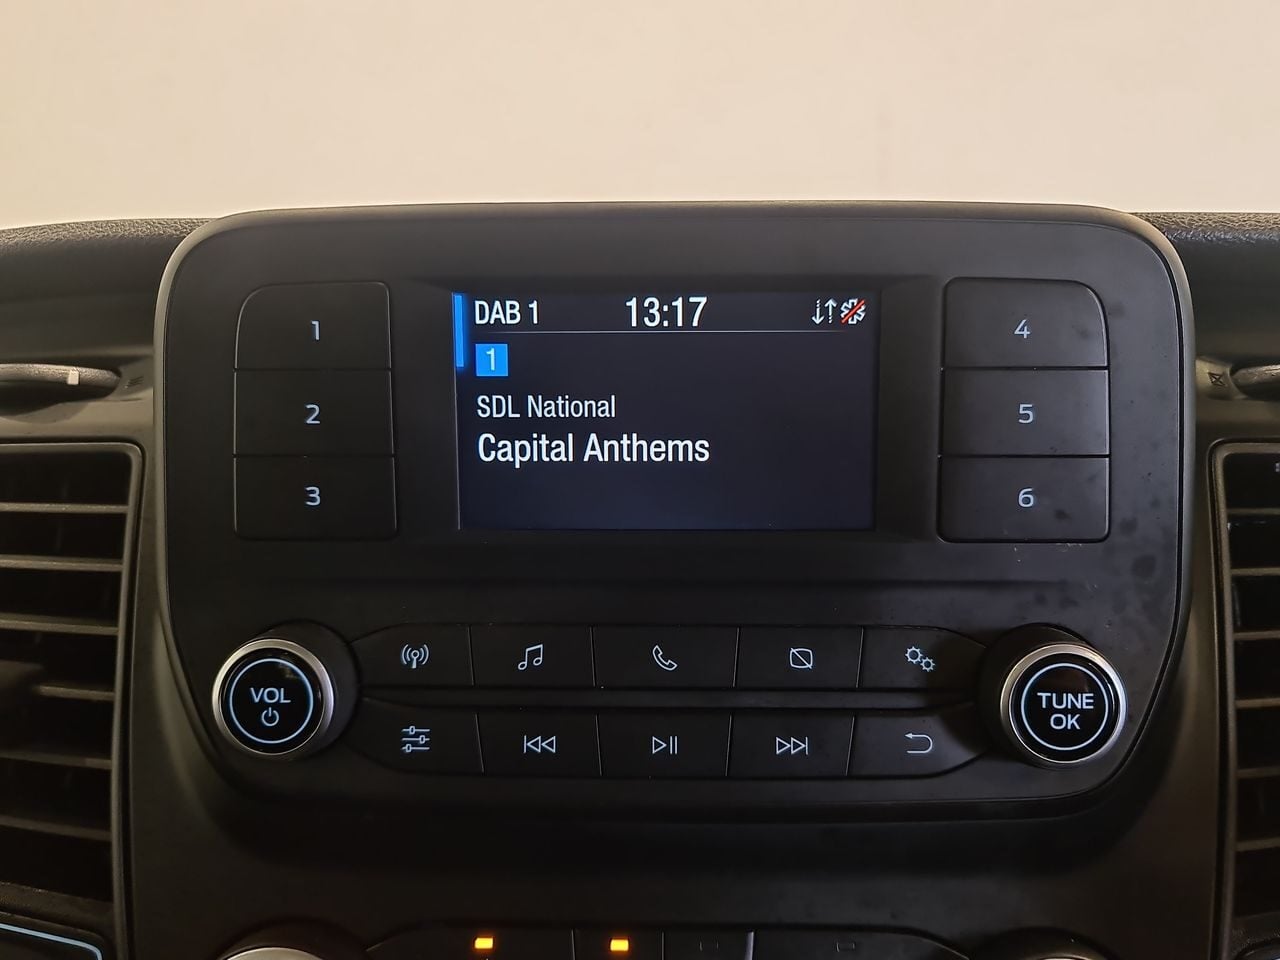 DAB 1 13:17
1
SDL National
Capital Anthems
1
2
3
4
5
6
VOL
TUNE
OK